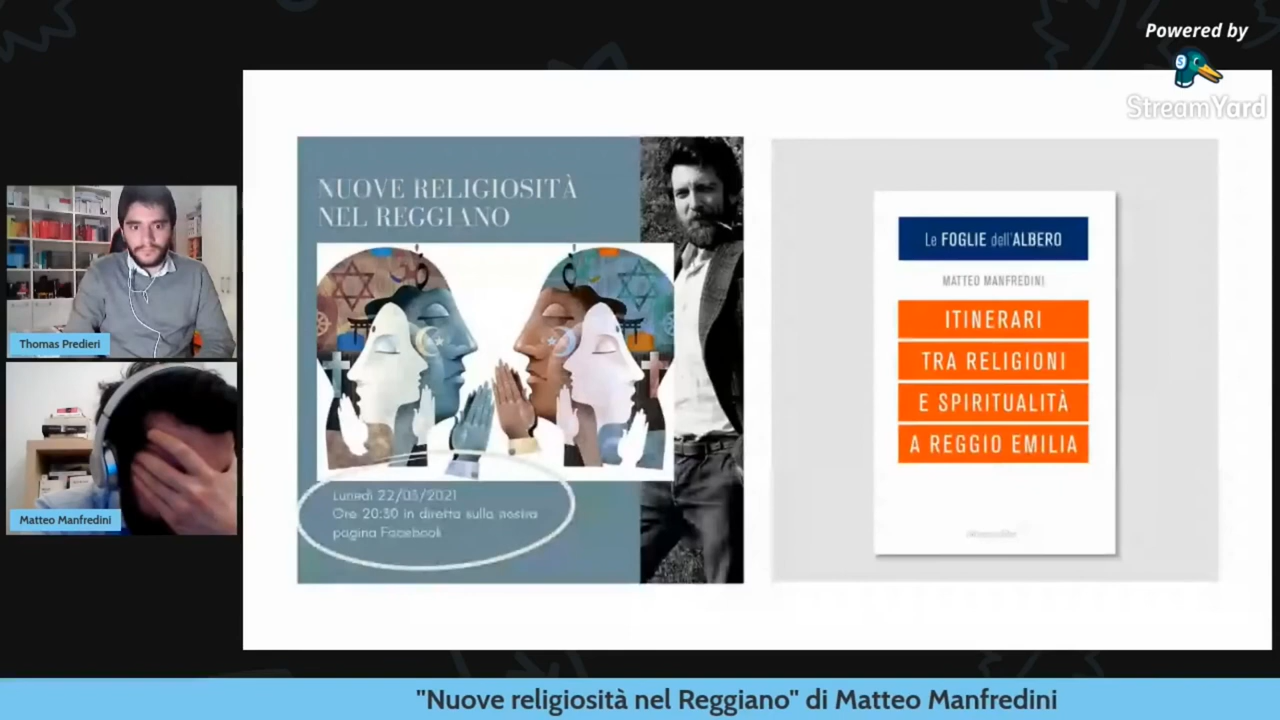 Powered by
StreamYard
NUOVE RELIGIOSITÀ
NEL REGGIANO
Lunedì 22/03/2021
Ore 20:30 in diretta sulla nostra
pagina Facebook
Le FOGLIE dell'ALBERO
MATTEO MANFREDINI
ITINERARI
TRA RELIGIONI
E SPIRITUALITÀ
A REGGIO EMILIA
Thomas Predieri
Matteo Manfredini
"Nuove religiosità nel Reggiano" di Matteo Manfredini